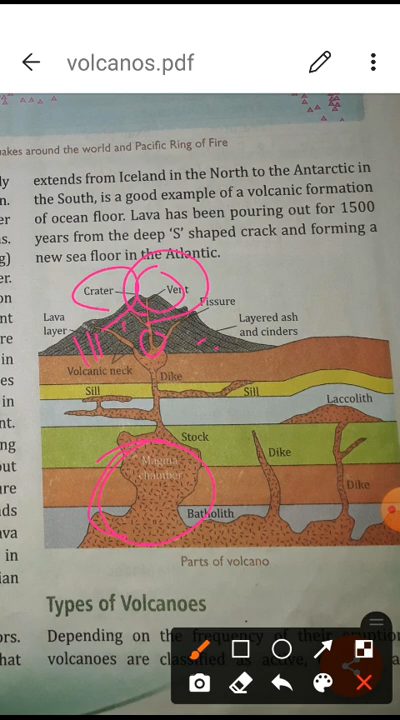 volcanos.pdf
akes around the world and Pacific Ring of Fire
extends from Iceland in the North to the Antarctic in
the South, is a good example of a volcanic formation
of ocean floor. Lava has been pouring out for 1500
years from the deep ‘S’ shaped crack and forming a
new sea floor in the Atlantic.
Crater
Vent
Fissure
Lava
layer
Layered ash
and cinders
Volcanic neck
Dike
Sill
Sill
Laccolith
Stock
Dike
Magma
chamber
Dike
Batholith
Parts of volcano
Types of Volcanoes
Depending on the frequency of their
volcanoes are classified as active,